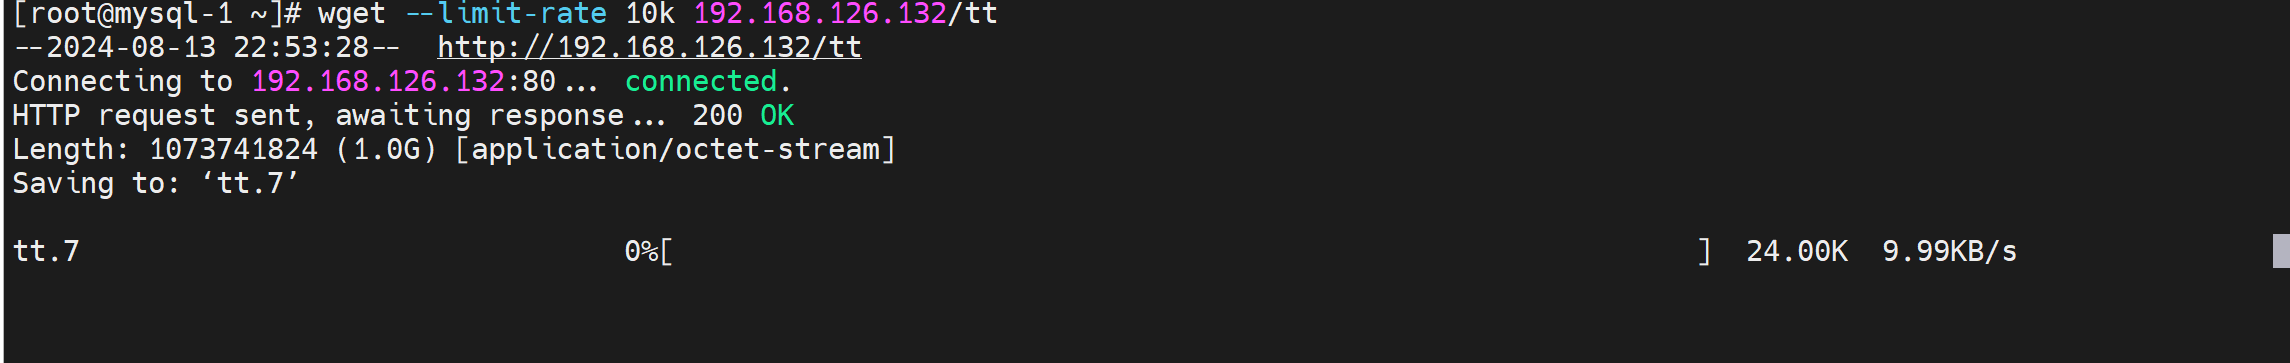 [root@mysql-1 ~]# wget --limit-rate 10k 192.168.126.132/tt
--2024-08-13 22:53:28--  http://192.168.126.132/tt
Connecting to 192.168.126.132:80... connected.
HTTP request sent, awaiting response... 200 OK
Length: 1073741824 (1.0G) [application/octet-stream]
Saving to: ‘tt.7’
tt.7 0%[ ] 24.00K 9.99KB/s